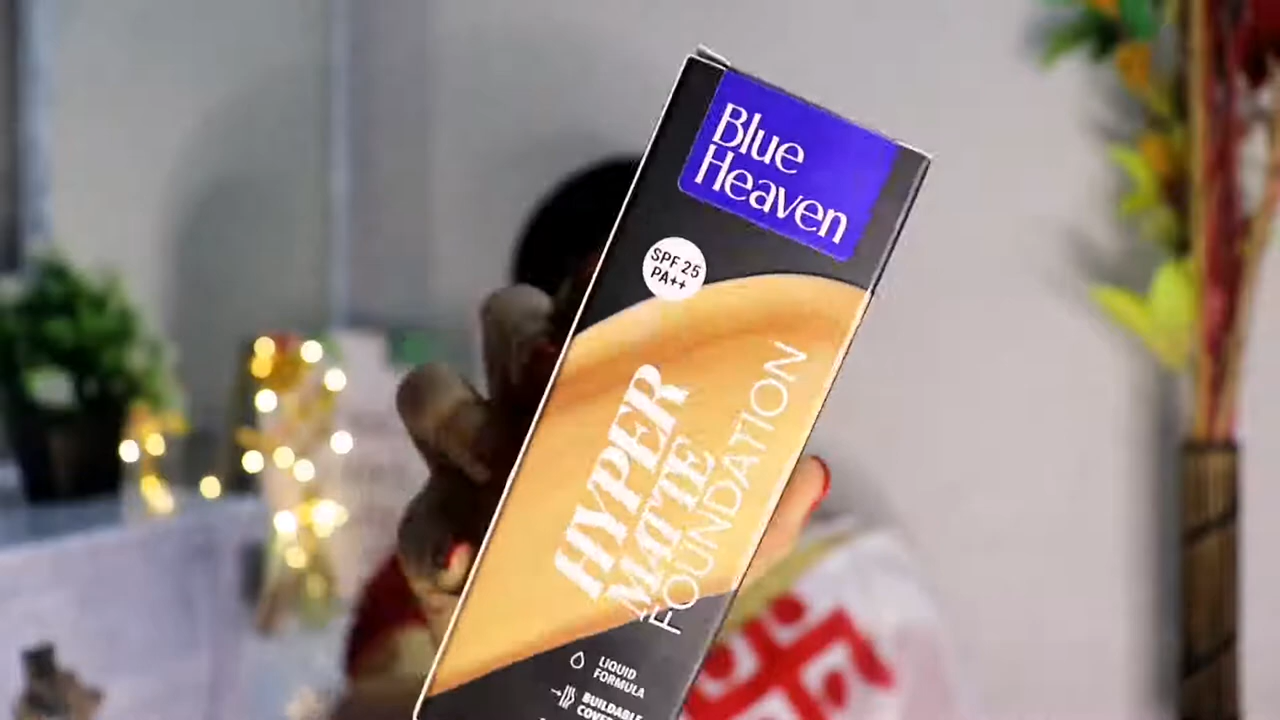 Blue
Heaven
SPF 25
PA++
HYPER
MATTE
FOUNDATION
LIQUID
FORMULA
BUILDABLE